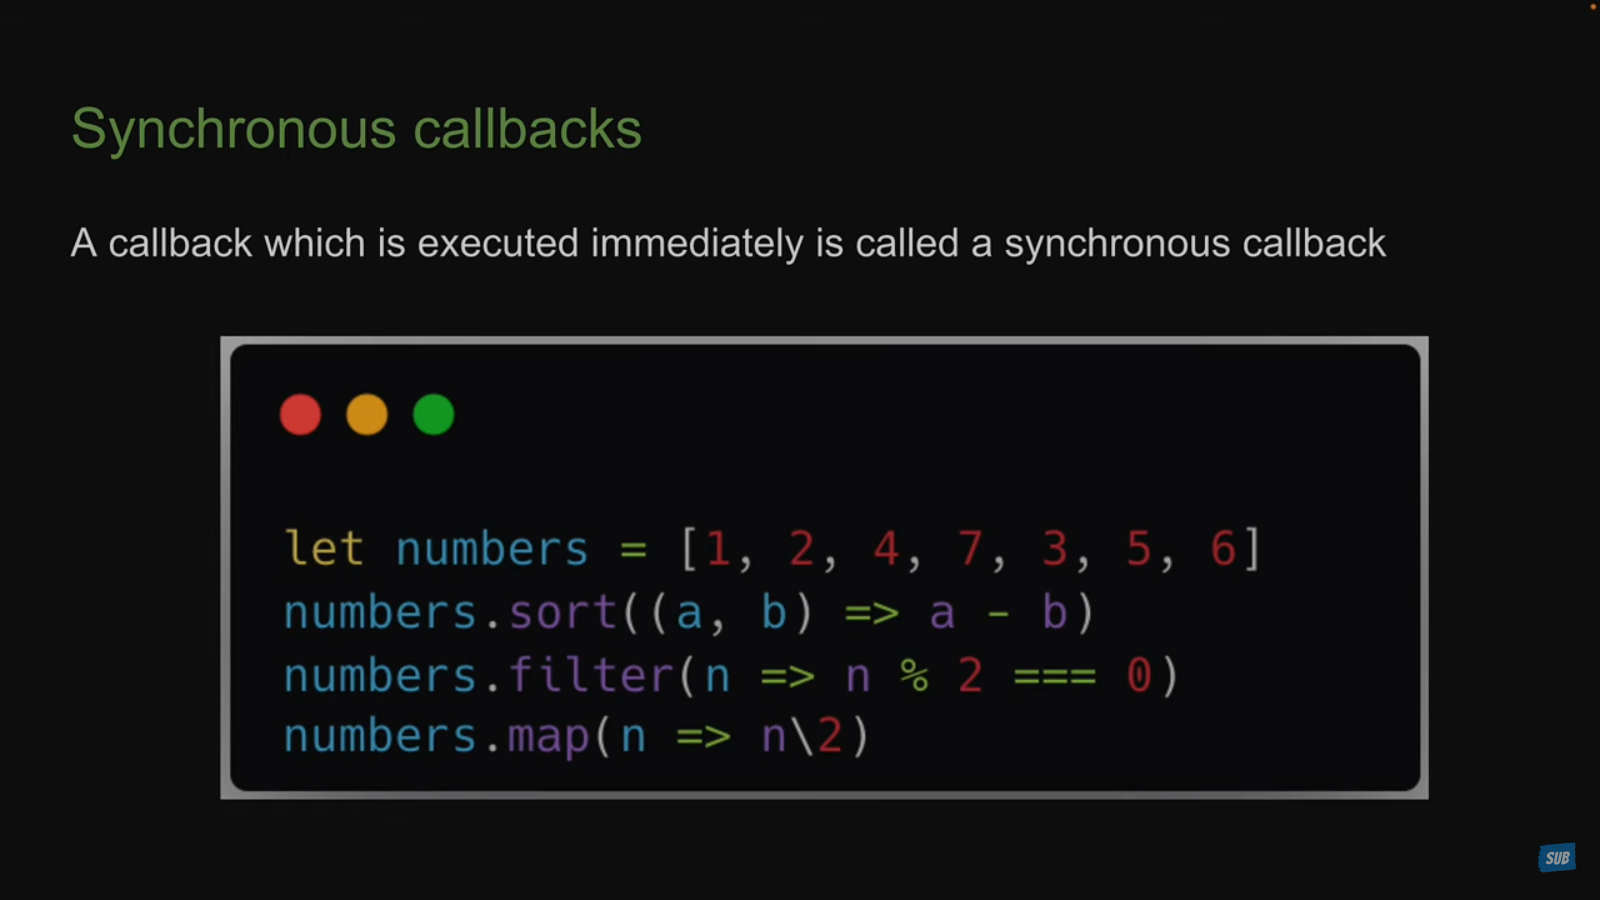 Synchronous callbacks
A callback which is executed immediately is called a synchronous callback
let numbers = [1, 2, 4, 7, 3, 5, 6]
numbers.sort((a, b) => a - b)
numbers.filter(n => n % 2 === 0)
numbers.map(n => n\2)
SUB